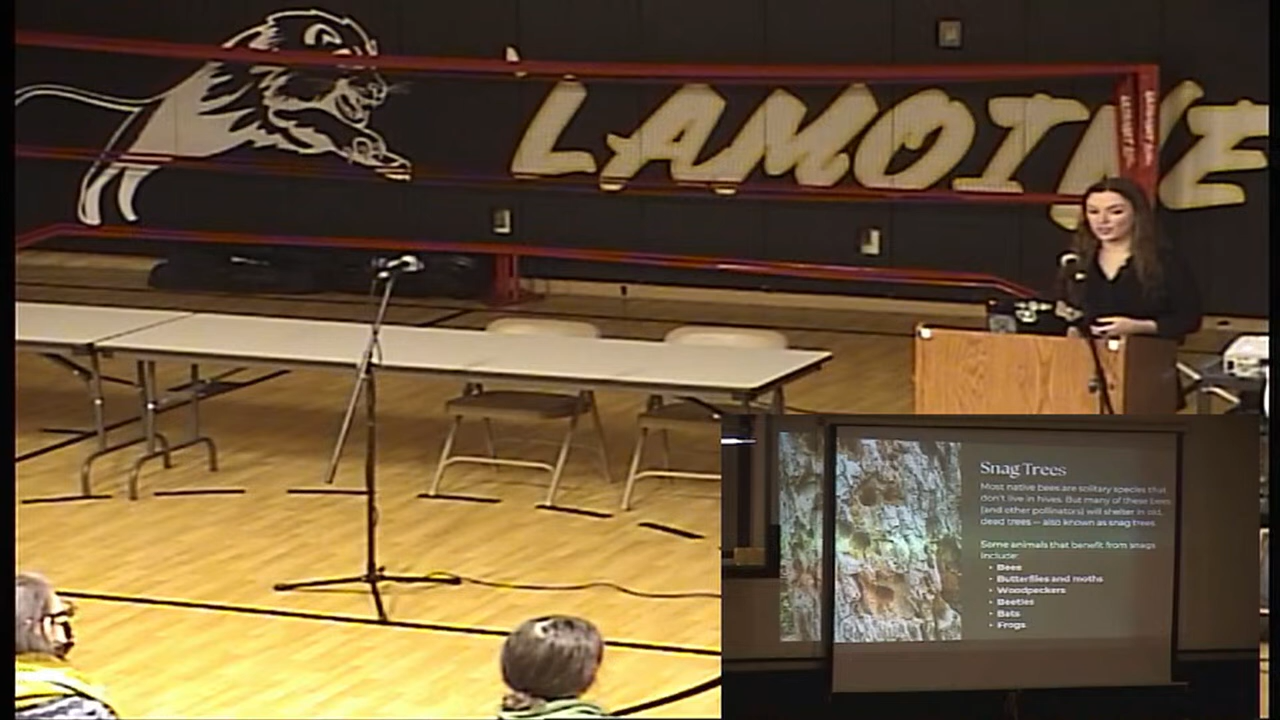 LAMOINE
Snag Trees
Most native bees are solitary species that
don't live in hives. But many of these bees
(and other pollinators) will shelter in old,
dead trees — also known as snag trees.
Some animals that benefit from snags
include:
• Bees
• Butterflies and moths
• Woodpeckers
• Beetles
• Bats
• Frogs